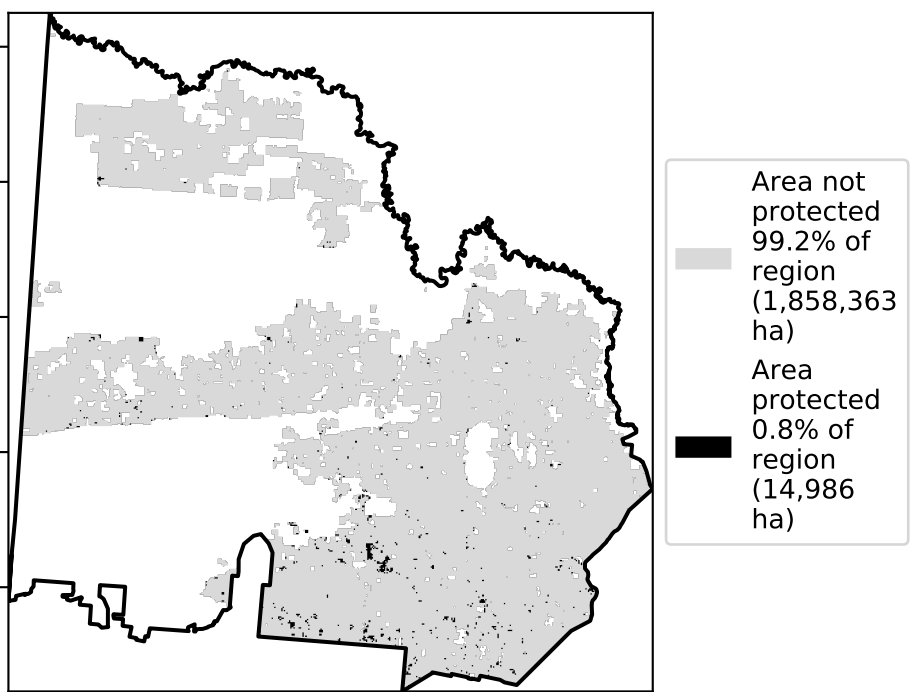 Area not
protected
99.2% of
region
(1,858,363
ha)
Area
protected
0.8% of
region
(14,986
ha)